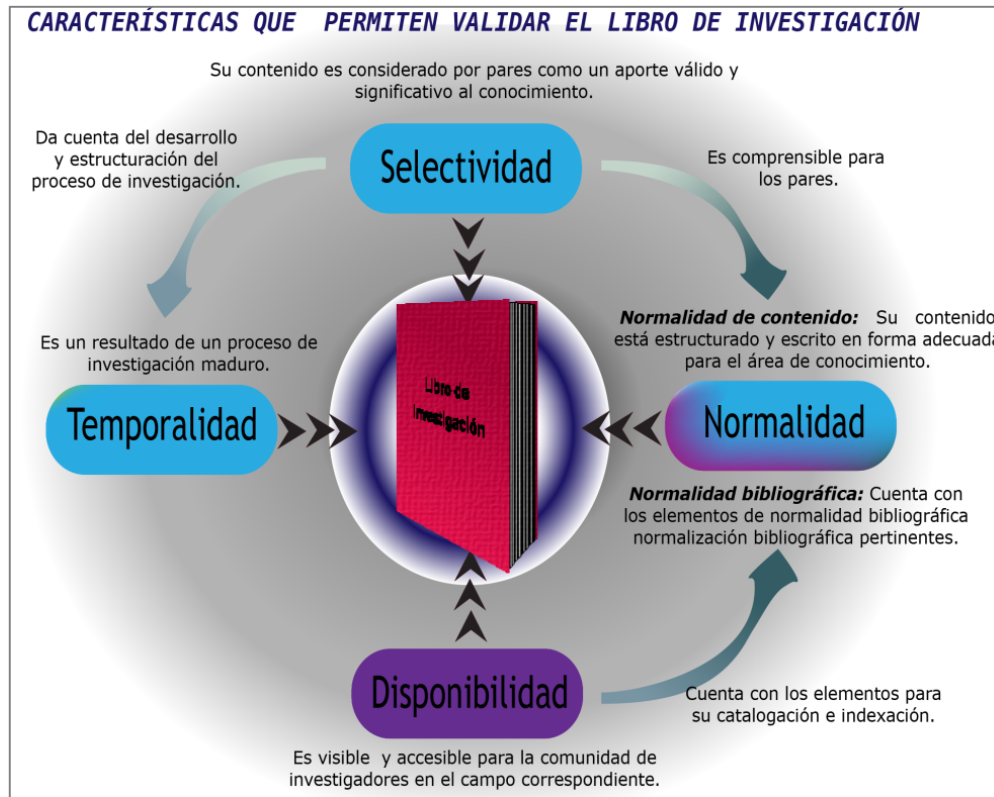 CARACTERÍSTICAS QUE PERMITEN VALIDAR EL LIBRO DE INVESTIGACIÓN
Su contenido es considerado por pares como un aporte válido y
significativo al conocimiento.
Da cuenta del desarrollo
y estructuración del
proceso de investigación.
Selectividad
Es comprensible para
los pares.
Es un resultado de un proceso de
investigación maduro.
Temporalidad
Libro de
Investigación
Normalidad de contenido: Su contenido
está estructurado y escrito en forma adecuada
para el área de conocimiento.
Normalidad
Normalidad bibliográfica: Cuenta con
los elementos de normalidad bibliográfica
normalización bibliográfica pertinentes.
Disponibilidad
Cuenta con los elementos para
su catalogación e indexación.
Es visible y accesible para la comunidad de
investigadores en el campo correspondiente.